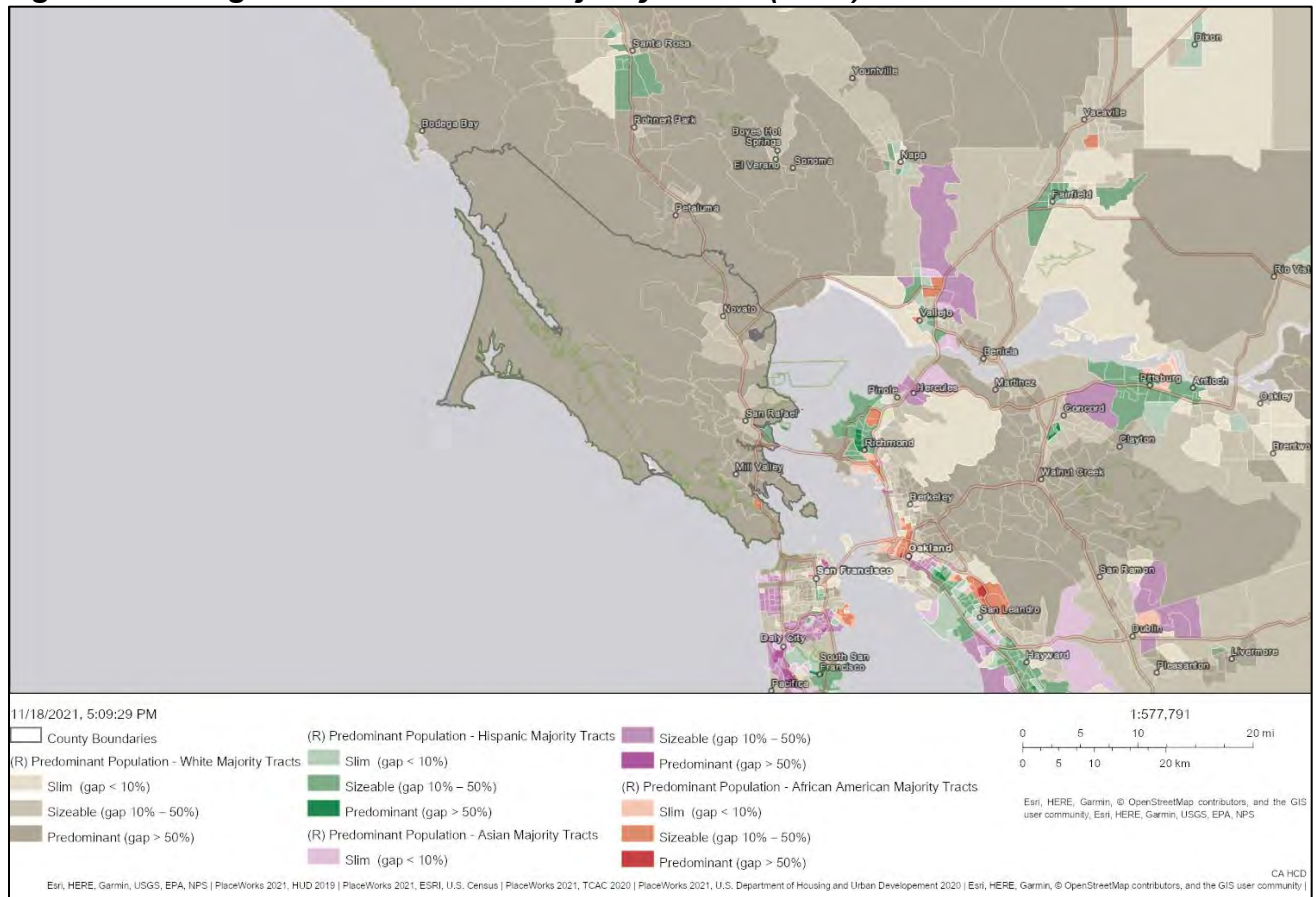 Santa Rosa
Dixon
Yountville
Vacaville
Bodega Bay
Rohnert Park
Boyes Hot
Springs
El Verano
Sonoma
Napa
Fairfield
Petaluma
Rio Vist
Novato
Vallejo
Benicia
Pinole
Hercules
Martinez
Pittsburg
Antioch
Oakley
San Rafael
Concord
Richmond
Clayton
Brentwo
Mill Valley
Walnut Creek
Berkeley
Oakland
San Francisco
San Ramon
San Leandro
Daly City
Dublin
South San
Francisco
Hayward
Livermore
Pleasanton
Pacifica
11/18/2021, 5:09:29 PM
County Boundaries
(R) Predominant Population - White Majority Tracts
Slim (gap < 10%)
Sizeable (gap 10% – 50%)
Predominant (gap > 50%)
(R) Predominant Population - Hispanic Majority Tracts
Slim (gap < 10%)
Sizeable (gap 10% – 50%)
Predominant (gap > 50%)
(R) Predominant Population - Asian Majority Tracts
Slim (gap < 10%)
Sizeable (gap 10% – 50%)
Predominant (gap > 50%)
(R) Predominant Population - African American Majority Tracts
Slim (gap < 10%)
Sizeable (gap 10% – 50%)
Predominant (gap > 50%)
1:577,791
0 5 10 20 mi
0 5 10 20 km
Esri, HERE, Garmin, © OpenStreetMap contributors, and the GIS
user community, Esri, HERE, Garmin, USGS, EPA, NPS
CA HCD
Esri, HERE, Garmin, USGS, EPA, NPS | PlaceWorks 2021, HUD 2019 | PlaceWorks 2021, ESRI, U.S. Census | PlaceWorks 2021, TCAC 2020 | PlaceWorks 2021, U.S. Department of Housing and Urban Developement 2020 | Esri, HERE, Garmin, © OpenStreetMap contributors, and the GIS user community |